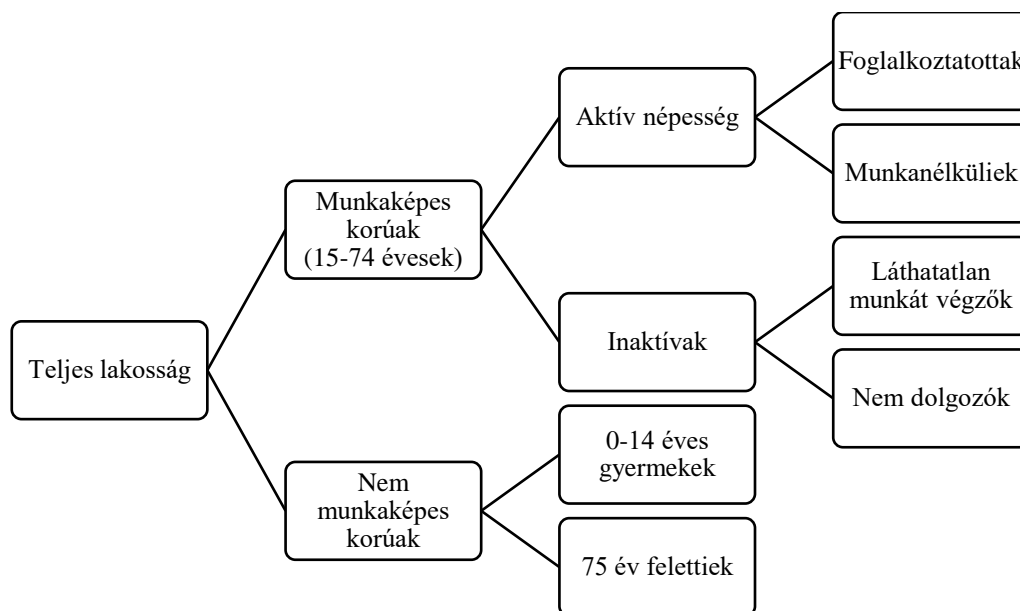 Teljes lakosság
Munkaképes
korúak
(15-74 évesek)
Aktív népesség
Foglalkoztatottak
Munkanélküliek
Inaktívak
Láthatatlan
munkát végzők
Nem dolgozók
Nem
munkaképes
korúak
0-14 éves
gyermekek
75 év felettiek